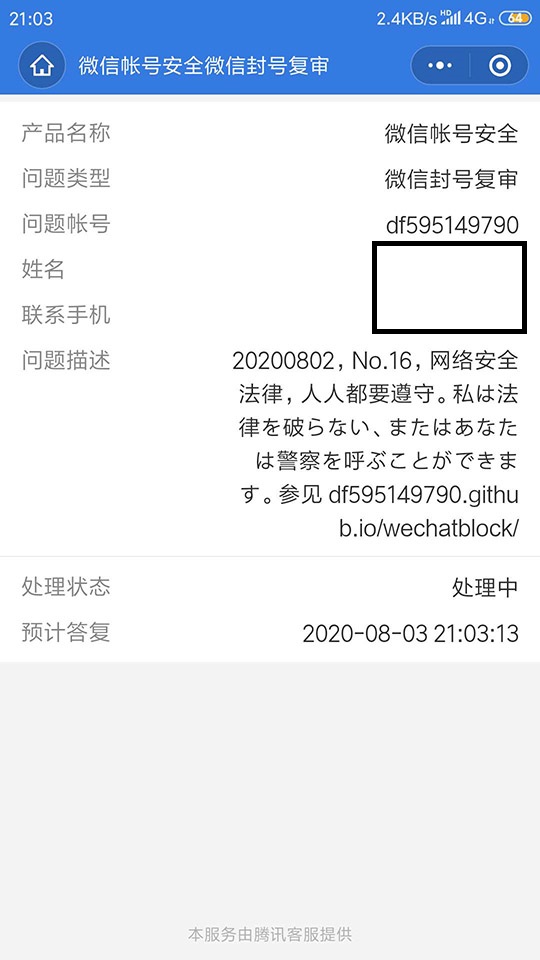 21:03
2.4KB/s HD 4G 64
微信帐号安全微信封号复审
产品名称 微信帐号安全
问题类型 微信封号复审
问题帐号 df595149790
姓名
联系手机
问题描述 20200802，No.16，网络安全
法律，人人都要遵守。私は法
律を破らない、またはあなた
は警察を呼ぶことができま
す。参见 df595149790.githu
b.io/wechatblock/
处理状态 处理中
预计答复 2020-08-03 21:03:13
本服务由腾讯客服提供